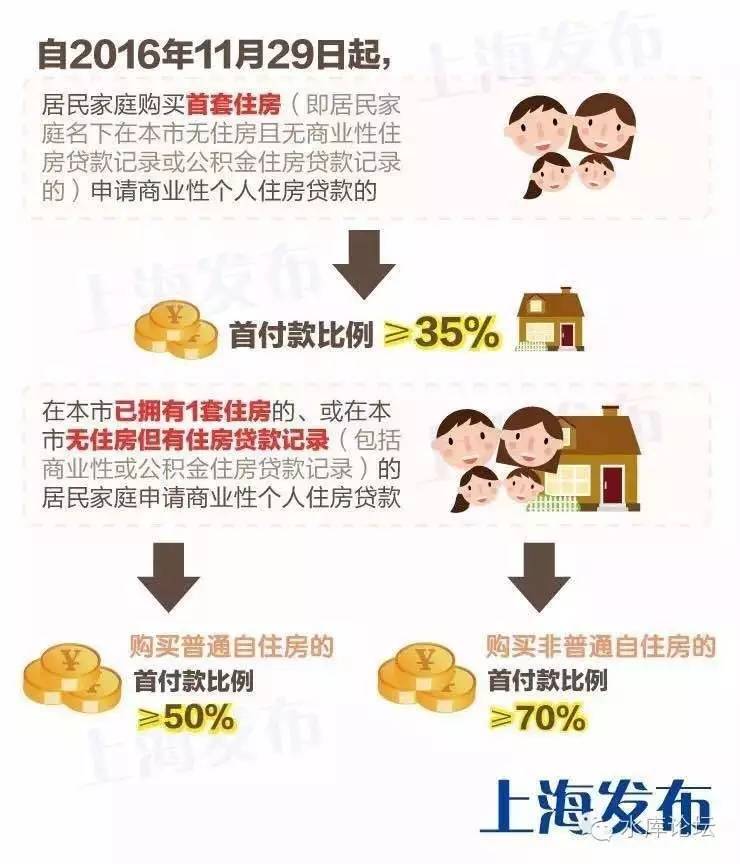 自2016年11月29日起，
居民家庭购买首套住房（即居民家
庭名下在本市无住房且无商业性住
房贷款记录或公积金住房贷款记录
的）申请商业性个人住房贷款的
首付款比例 ≥35%
在本市已拥有1套住房的、或在本
市无住房但有住房贷款记录（包括
商业性或公积金住房贷款记录）的
居民家庭申请商业性个人住房贷款
购买普通自住房的
首付款比例
≥50%
购买非普通自住房的
首付款比例
≥70%
上海发布
水库论坛
上海发布
上海发布
上海发布
上海发布